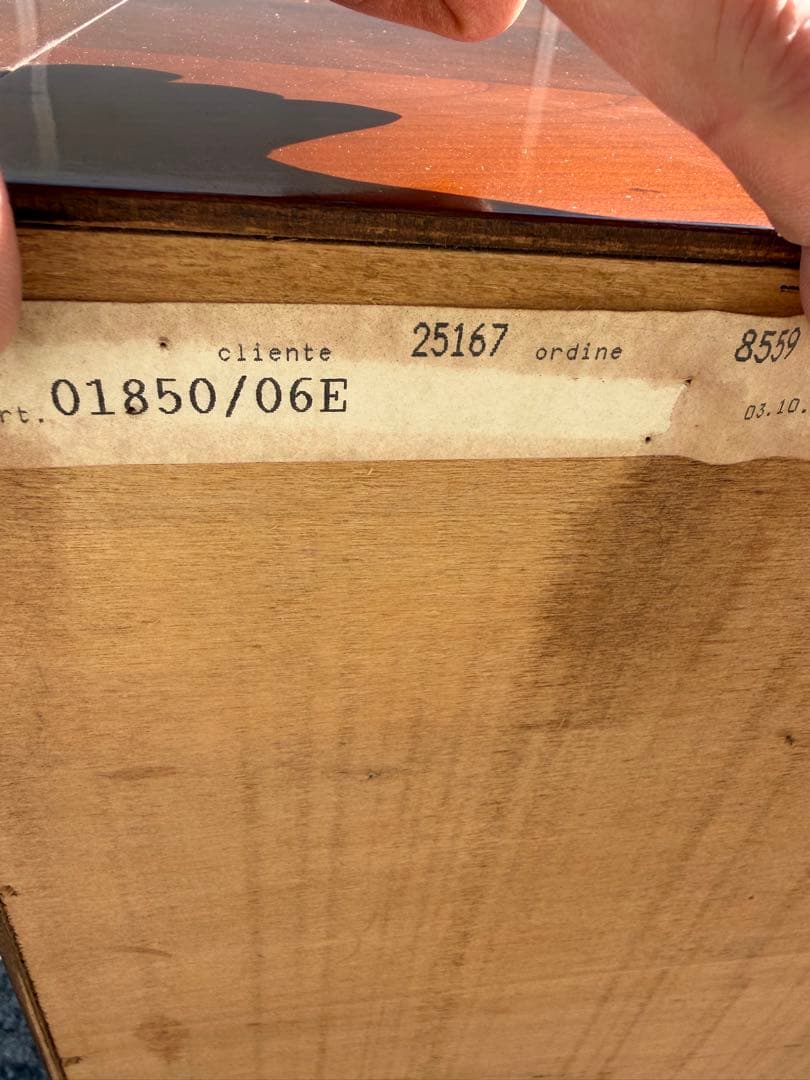 cliente 25167 ordine 8559
rt. 01850/06E 03.10.